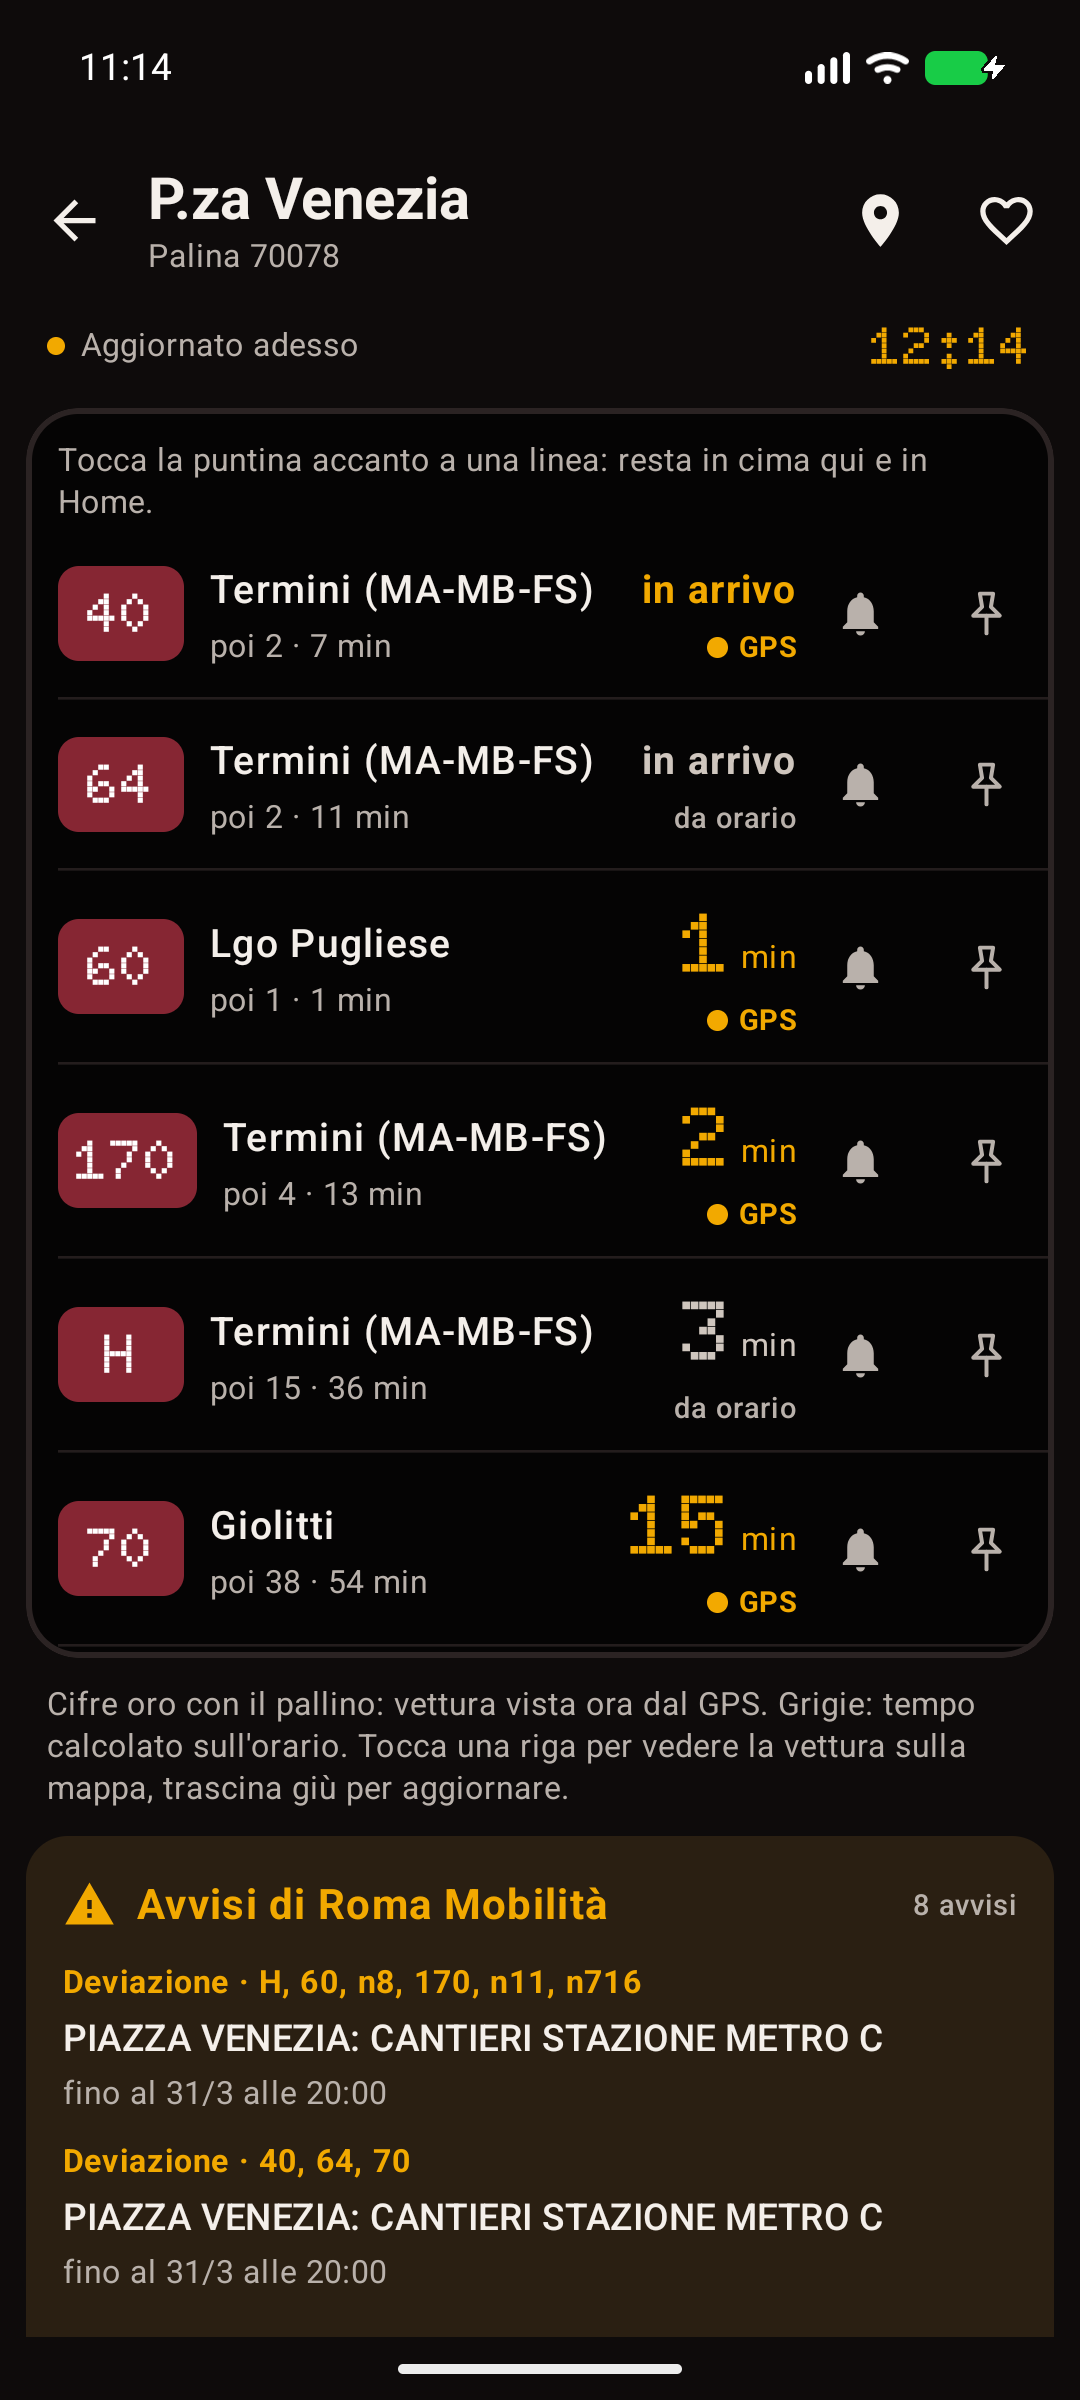 11:14
P.za Venezia
Palina 70078
Aggiornato adesso
12:14
Tocca la puntina accanto a una linea: resta in cima qui e in
Home.
40
Termini (MA-MB-FS)
in arrivo
poi 2 · 7 min
GPS
64
Termini (MA-MB-FS)
in arrivo
poi 2 · 11 min
da orario
60
Lgo Pugliese
1 min
poi 1 · 1 min
GPS
170
Termini (MA-MB-FS)
2 min
poi 4 · 13 min
GPS
H
Termini (MA-MB-FS)
3 min
poi 15 · 36 min
da orario
70
Giolitti
15 min
poi 38 · 54 min
GPS
Cifre oro con il pallino: vettura vista ora dal GPS. Grigie: tempo
calcolato sull'orario. Tocca una riga per vedere la vettura sulla
mappa, trascina giù per aggiornare.
Avvisi di Roma Mobilità
8 avvisi
Deviazione · H, 60, n8, 170, n11, n716
PIAZZA VENEZIA: CANTIERI STAZIONE METRO C
fino al 31/3 alle 20:00
Deviazione · 40, 64, 70
PIAZZA VENEZIA: CANTIERI STAZIONE METRO C
fino al 31/3 alle 20:00